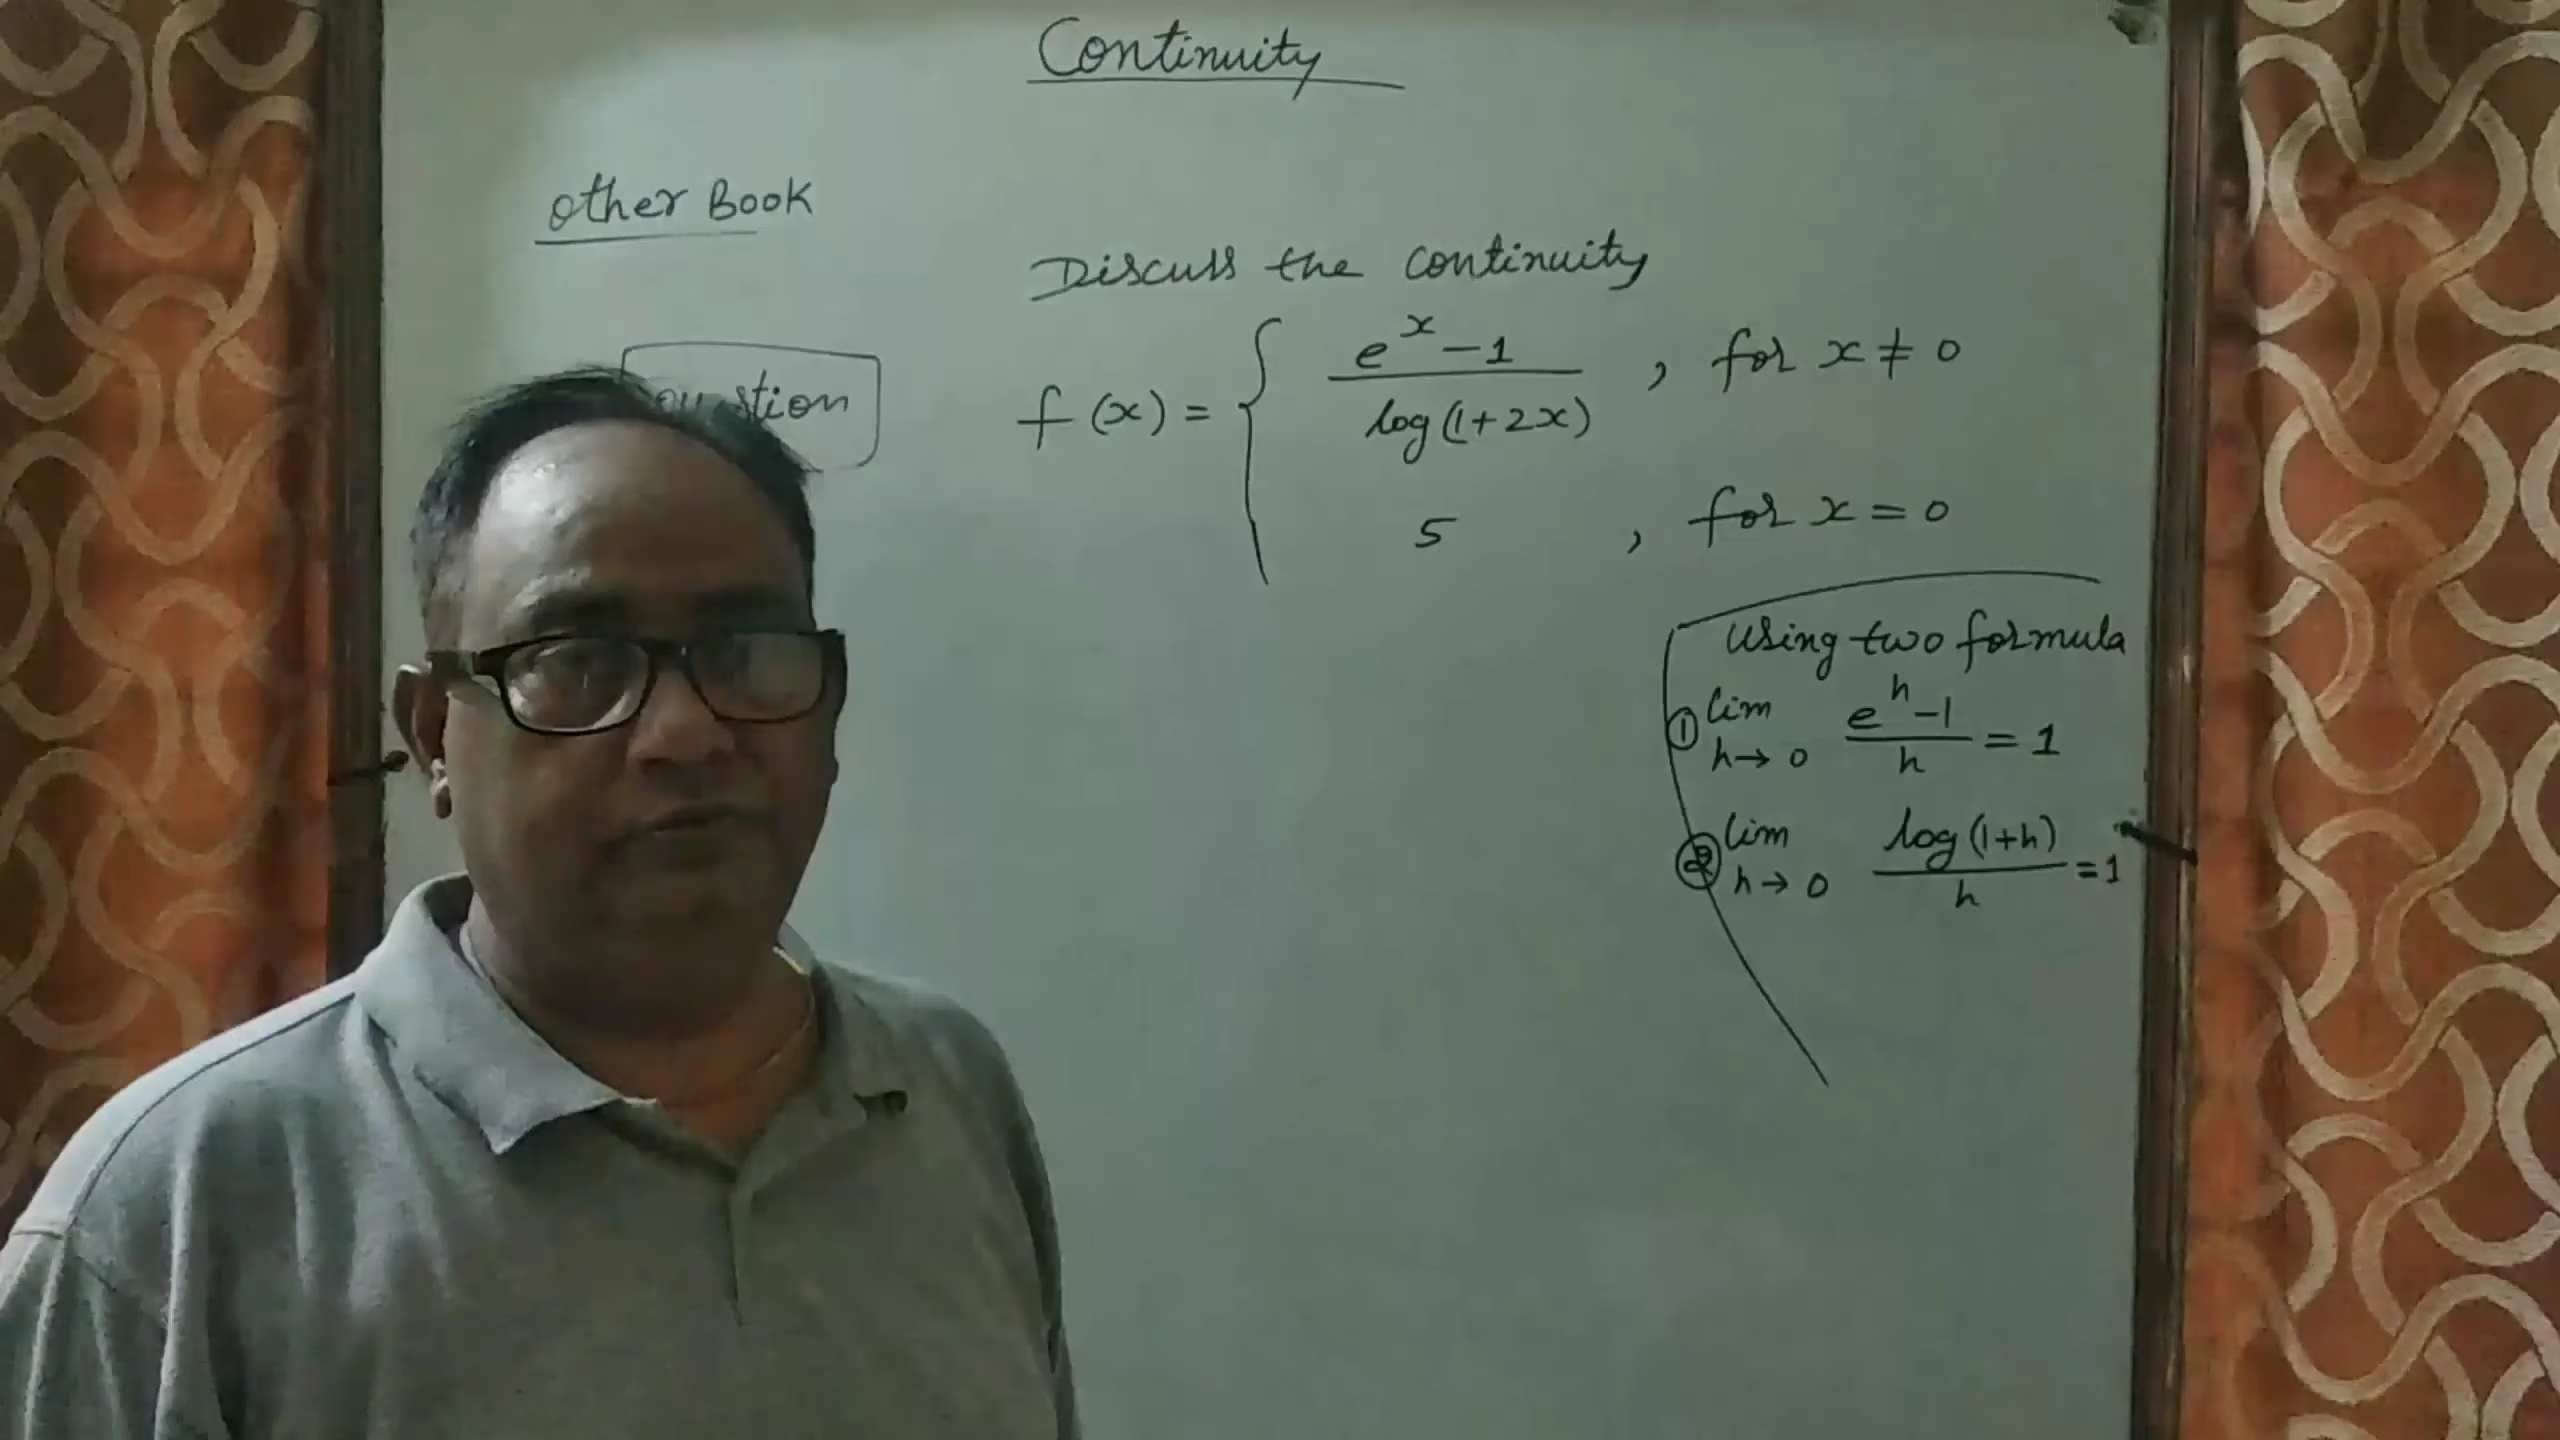 Continuity
other Book
Discuss the continuity
f(x) = { e^x - 1 / log(1+2x) , for x ≠ 0
5 , for x = 0
using two formula
① lim h→0 e^h - 1 / h = 1
② lim h→0 log(1+h) / h = 1